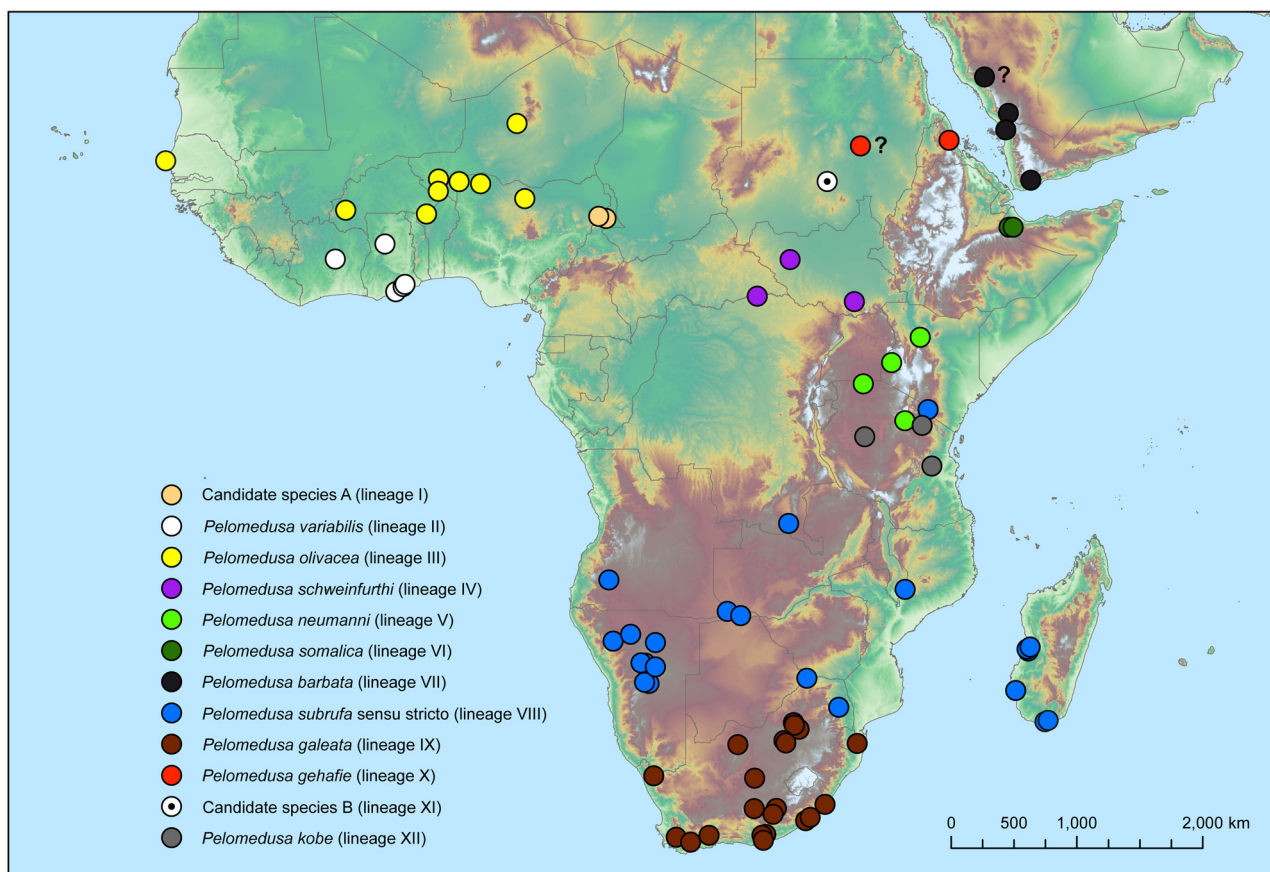 ?
?
Candidate species A (lineage I)
Pelomedusa variabilis (lineage II)
Pelomedusa olivacea (lineage III)
Pelomedusa schweinfurthi (lineage IV)
Pelomedusa neumanni (lineage V)
Pelomedusa somalica (lineage VI)
Pelomedusa barbata (lineage VII)
Pelomedusa subrufa sensu stricto (lineage VIII)
Pelomedusa galeata (lineage IX)
Pelomedusa gehafie (lineage X)
Candidate species B (lineage XI)
Pelomedusa kobe (lineage XII)
0 500 1,000 2,000 km